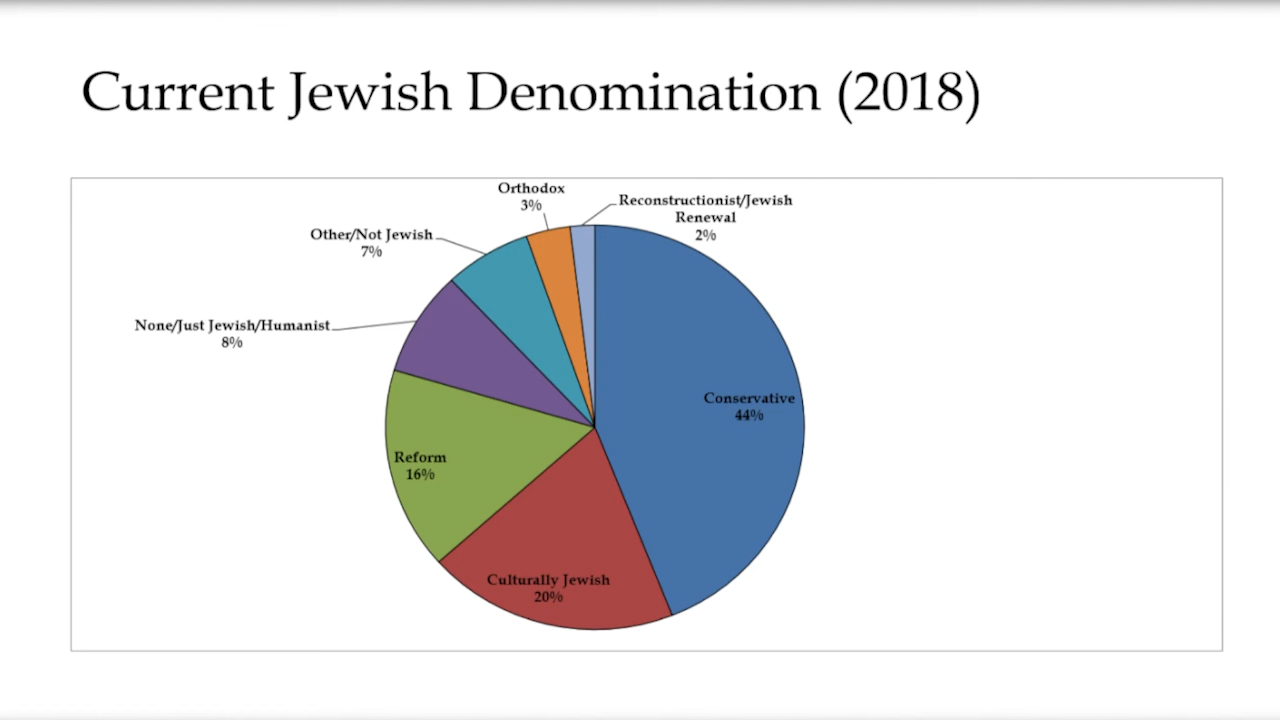 Current Jewish Denomination (2018)
Orthodox
3%
Reconstructionist/Jewish
Renewal
2%
Other/Not Jewish
7%
None/Just Jewish/Humanist
8%
Conservative
44%
Reform
16%
Culturally Jewish
20%